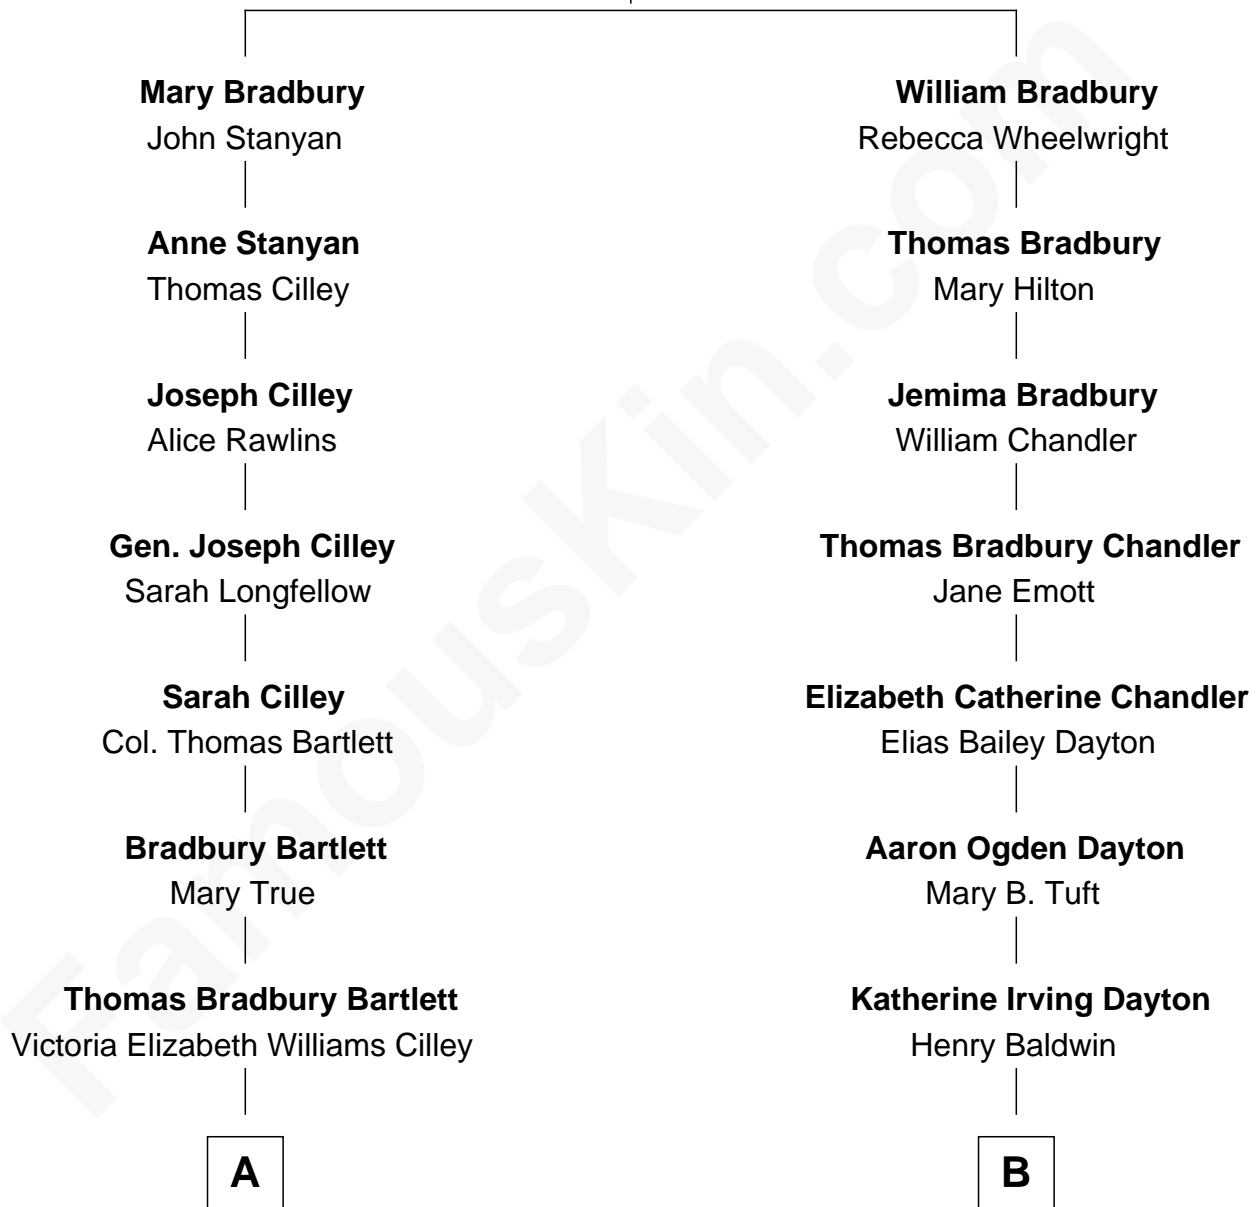 Mary Bradbury
John Stanyan
Anne Stanyan
Thomas Cilley
Joseph Cilley
Alice Rawlins
Gen. Joseph Cilley
Sarah Longfellow
Sarah Cilley
Col. Thomas Bartlett
Bradbury Bartlett
Mary True
Thomas Bradbury Bartlett
Victoria Elizabeth Williams Cilley
A
William Bradbury
Rebecca Wheelwright
Thomas Bradbury
Mary Hilton
Jemima Bradbury
William Chandler
Thomas Bradbury Chandler
Jane Emott
Elizabeth Catherine Chandler
Elias Bailey Dayton
Aaron Ogden Dayton
Mary B. Tuft
Katherine Irving Dayton
Henry Baldwin
B
FamousKin.com